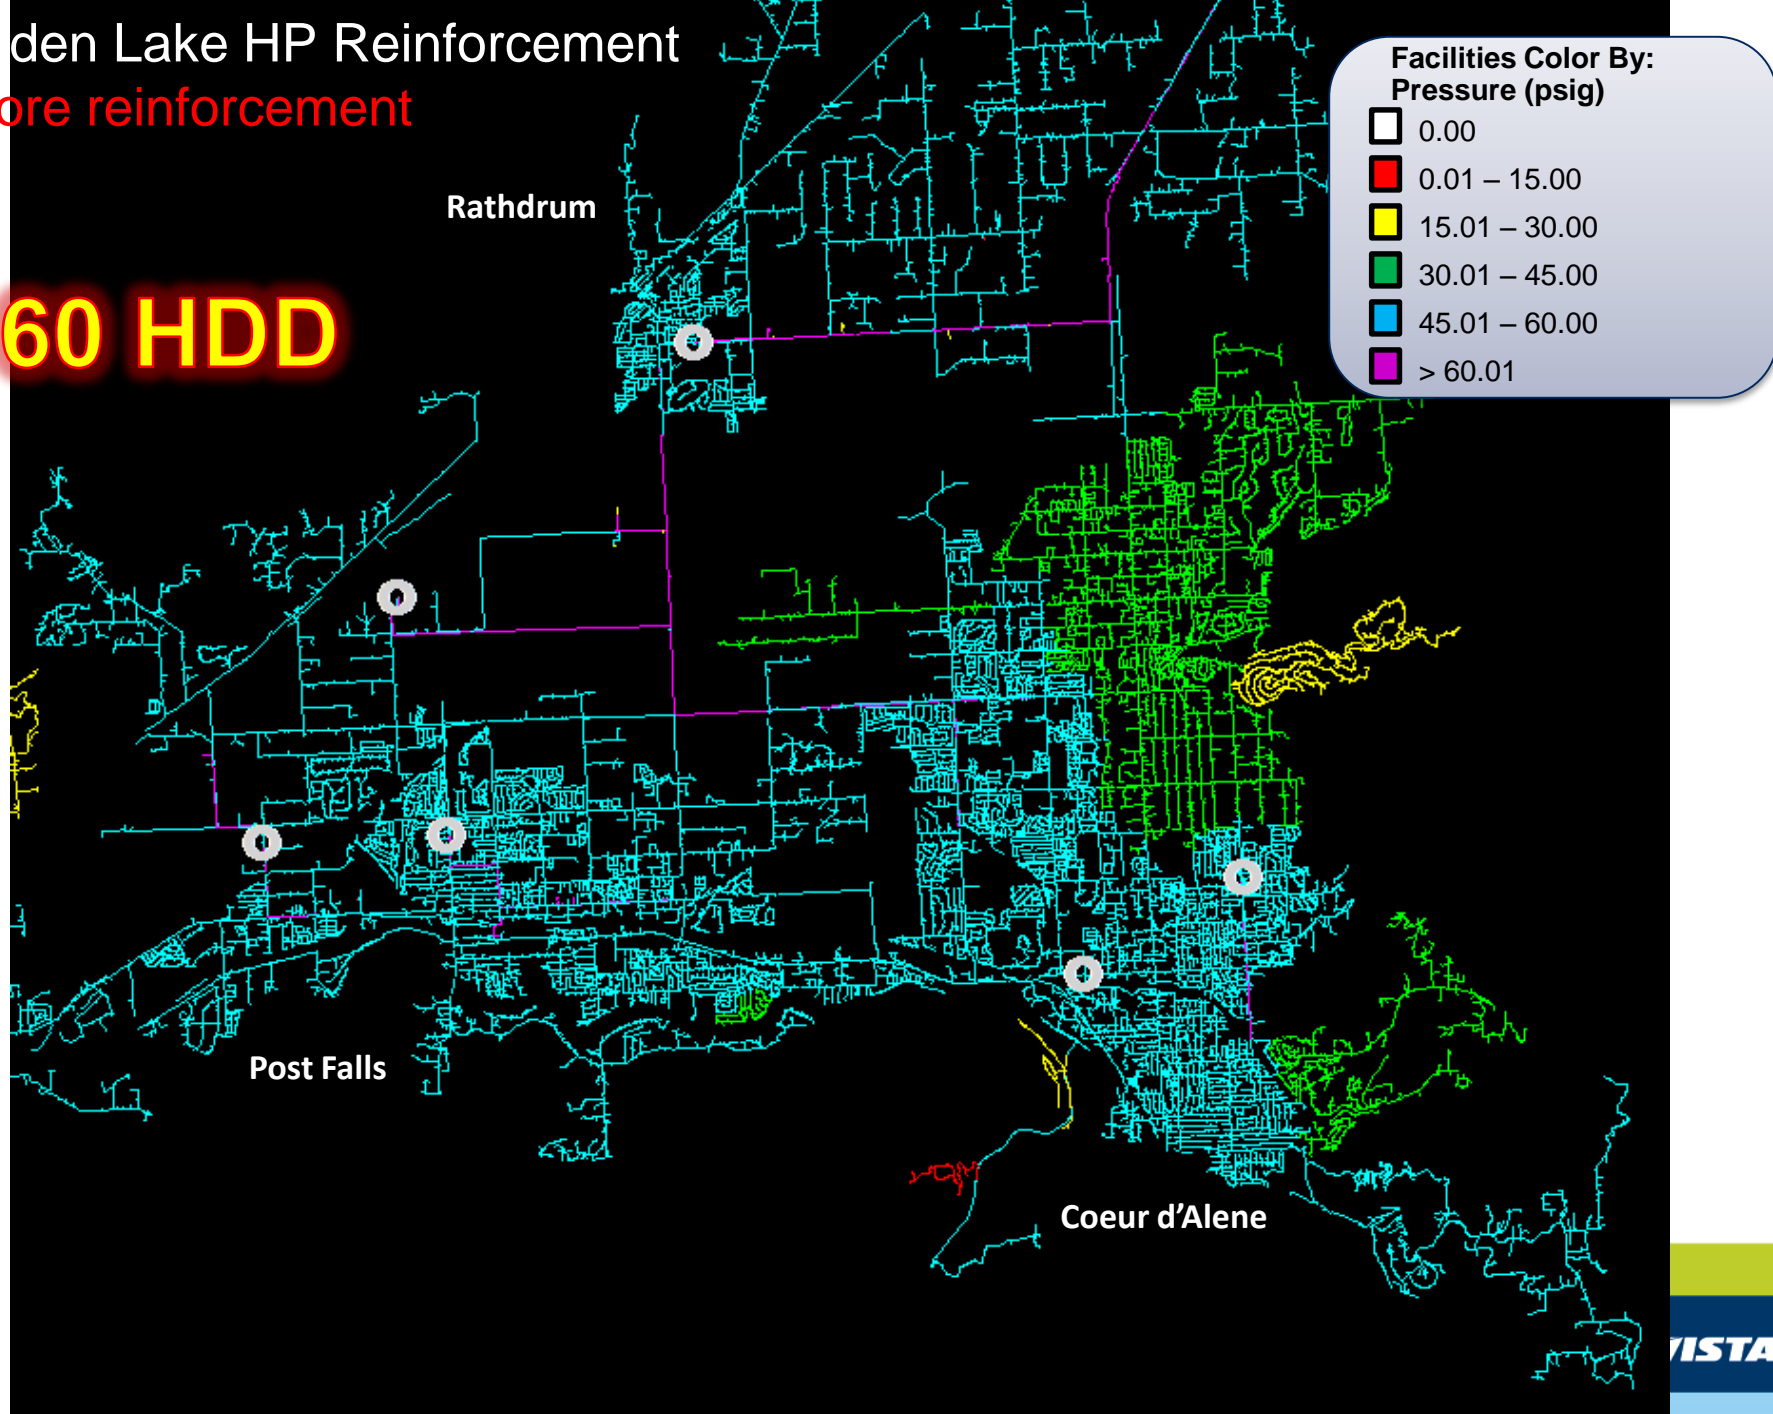 den Lake HP Reinforcement
ore reinforcement
Facilities Color By:
Pressure (psig)
0.00
0.01 – 15.00
15.01 – 30.00
30.01 – 45.00
45.01 – 60.00
> 60.01
Rathdrum
60 HDD
Post Falls
Coeur d’Alene
VISTA